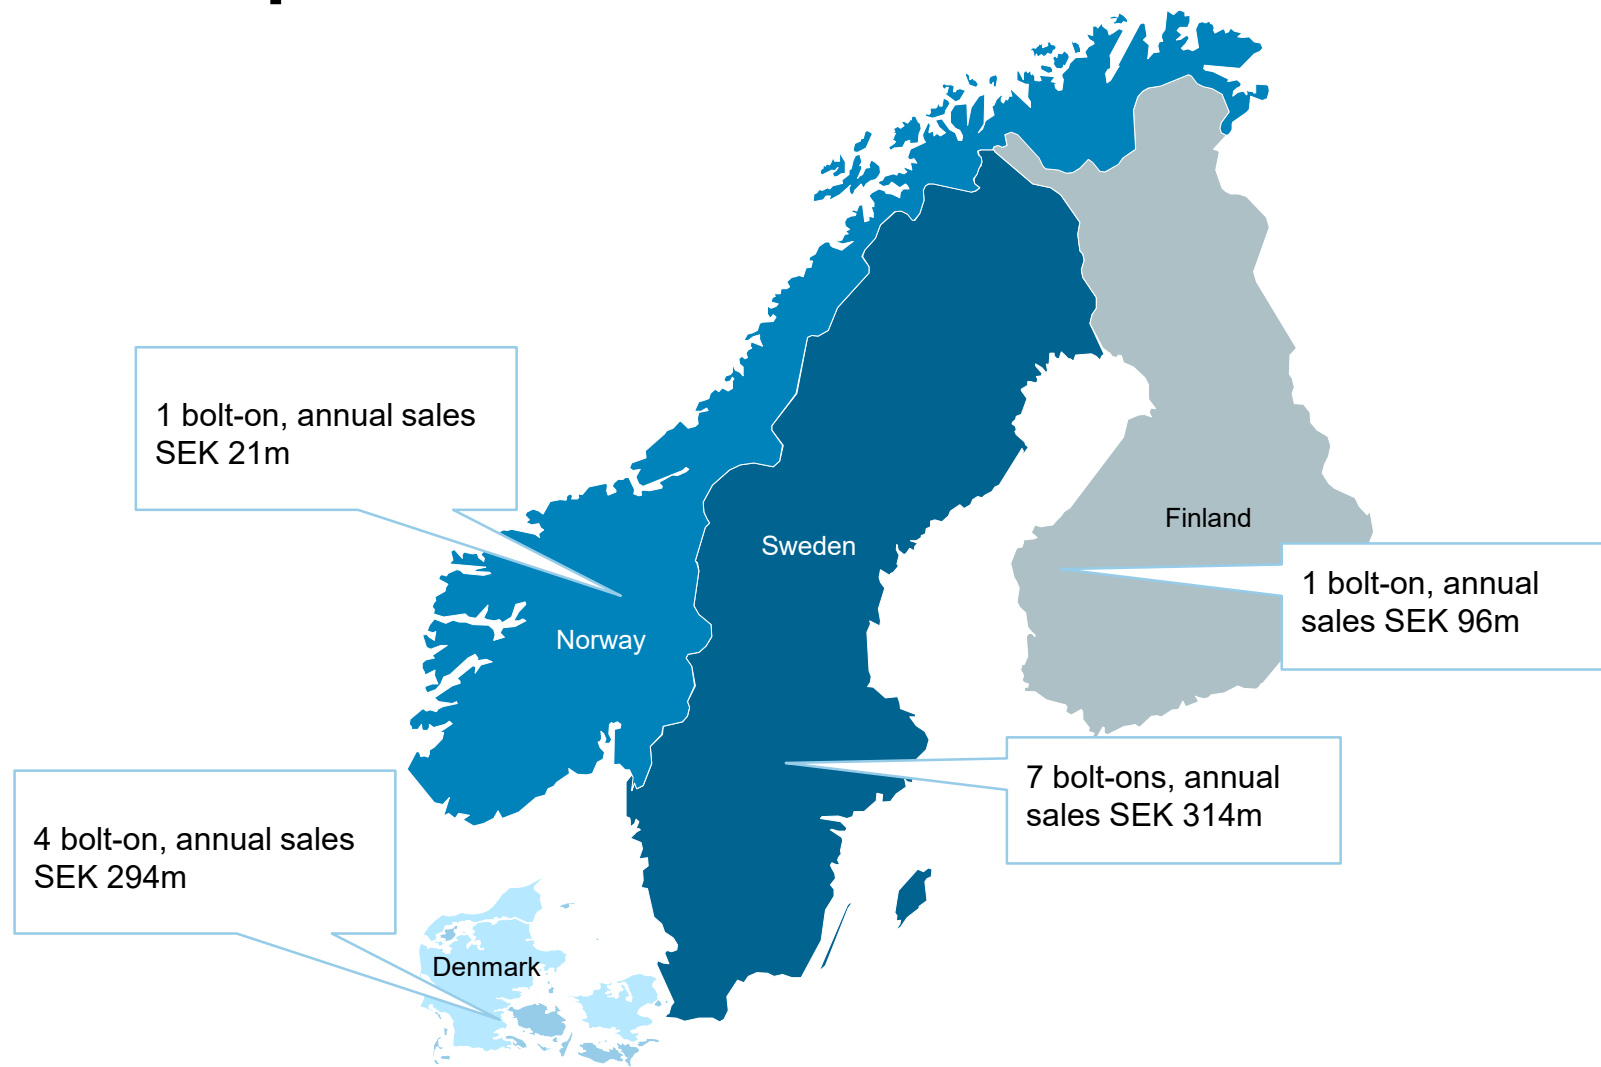 1 bolt-on, annual sales
SEK 21m
Finland
Sweden
1 bolt-on, annual
sales SEK 96m
Norway
7 bolt-ons, annual
sales SEK 314m
4 bolt-on, annual sales
SEK 294m
Denmark